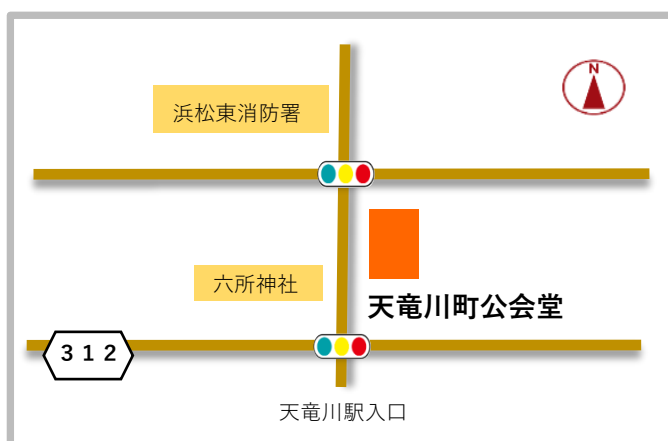 N
浜松東消防署
六所神社
天竜川町公会堂
３１２
天竜川駅入口